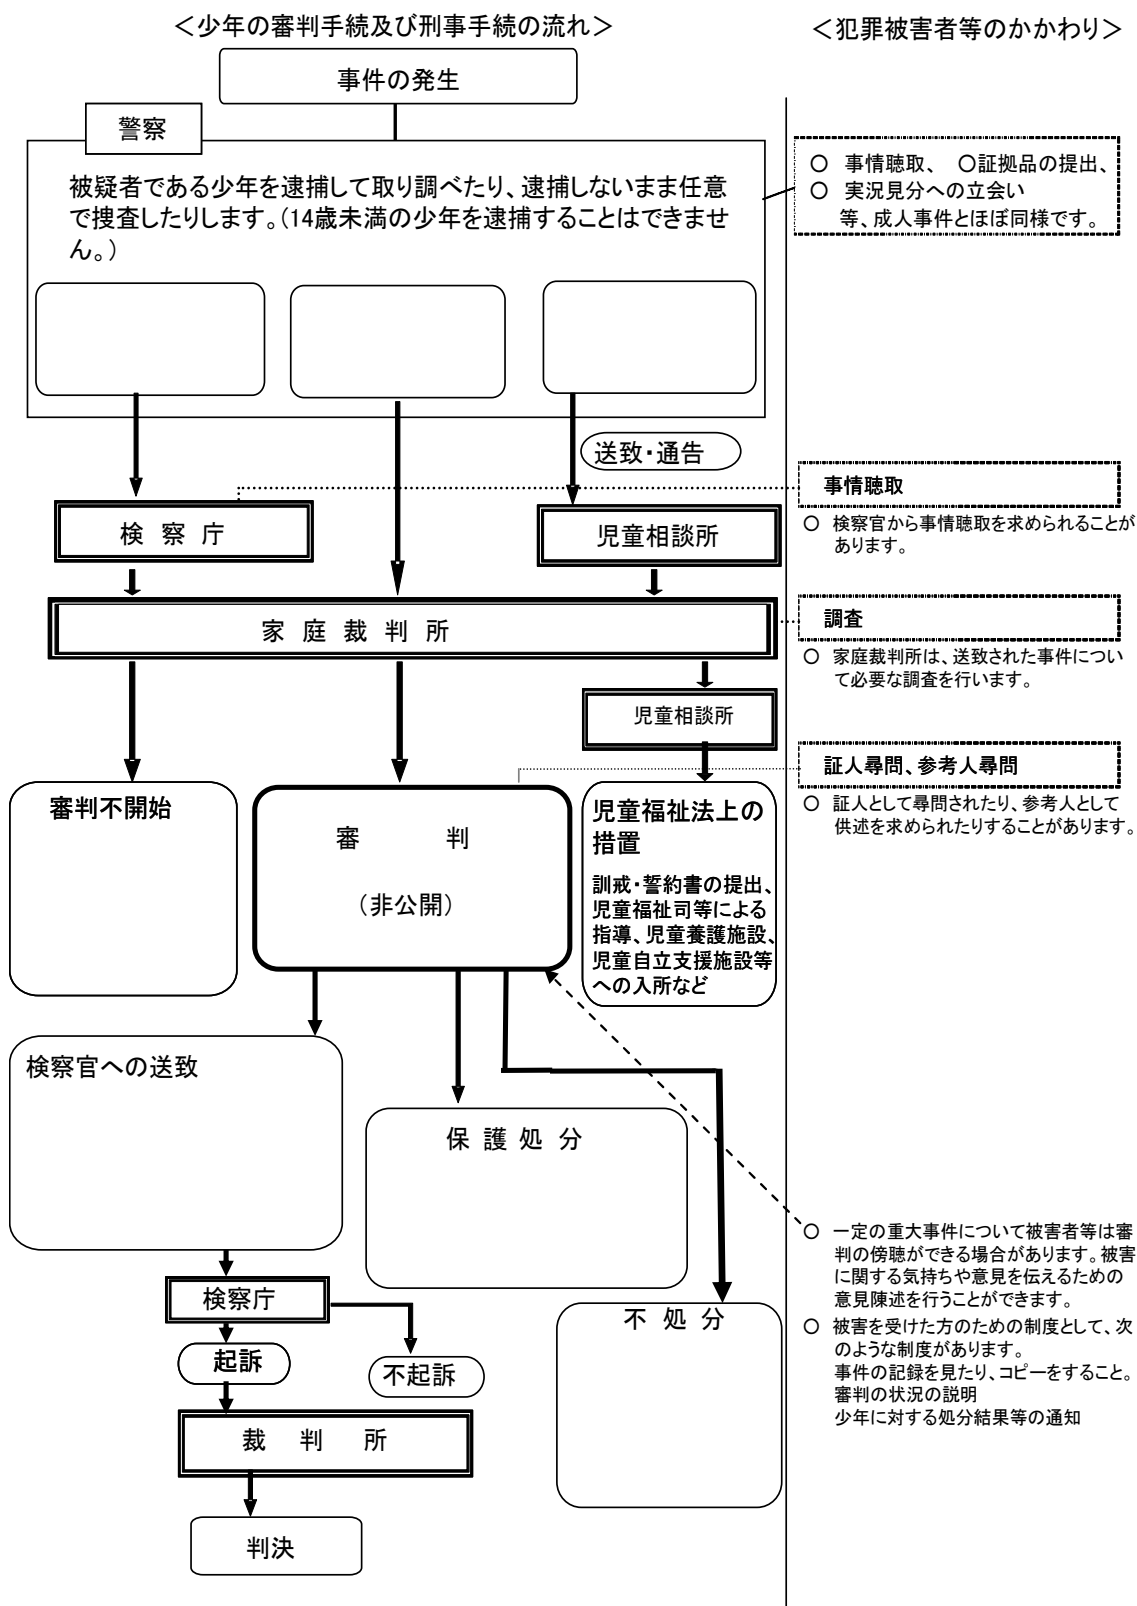 ＜少年の審判手続及び刑事手続の流れ＞
＜犯罪被害者等のかかわり＞
事件の発生
警察
被疑者である少年を逮捕して取り調べたり、逮捕しないまま任意
で捜査したりします。(14歳未満の少年を逮捕することはできませ
ん。)
○ 事情聴取、 ○証拠品の提出、
○ 実況見分への立会い
等、成人事件とほぼ同様です。
送致・通告
検 察 庁
児童相談所
事情聴取
○ 検察官から事情聴取を求められることが
あります。
家 庭 裁 判 所
調査
○ 家庭裁判所は、送致された事件につい
て必要な調査を行います。
児童相談所
審判不開始
審 判
(非公開)
児童福祉法上の
措置
訓戒・誓約書の提出、
児童福祉司等による
指導、児童養護施設、
児童自立支援施設等
への入所など
証人尋問、参考人尋問
○ 証人として尋問されたり、参考人として
供述を求められたりすることがあります。
検察官への送致
保 護 処 分
不 処 分
検察庁
起訴
不起訴
裁 判 所
判決
○ 一定の重大事件について被害者等は審
判の傍聴ができる場合があります。被害
に関する気持ちや意見を伝えるための
意見陳述を行うことができます。
○ 被害を受けた方のための制度として、次
のような制度があります。
事件の記録を見たり、コピーをすること。
審判の状況の説明
少年に対する処分結果等の通知